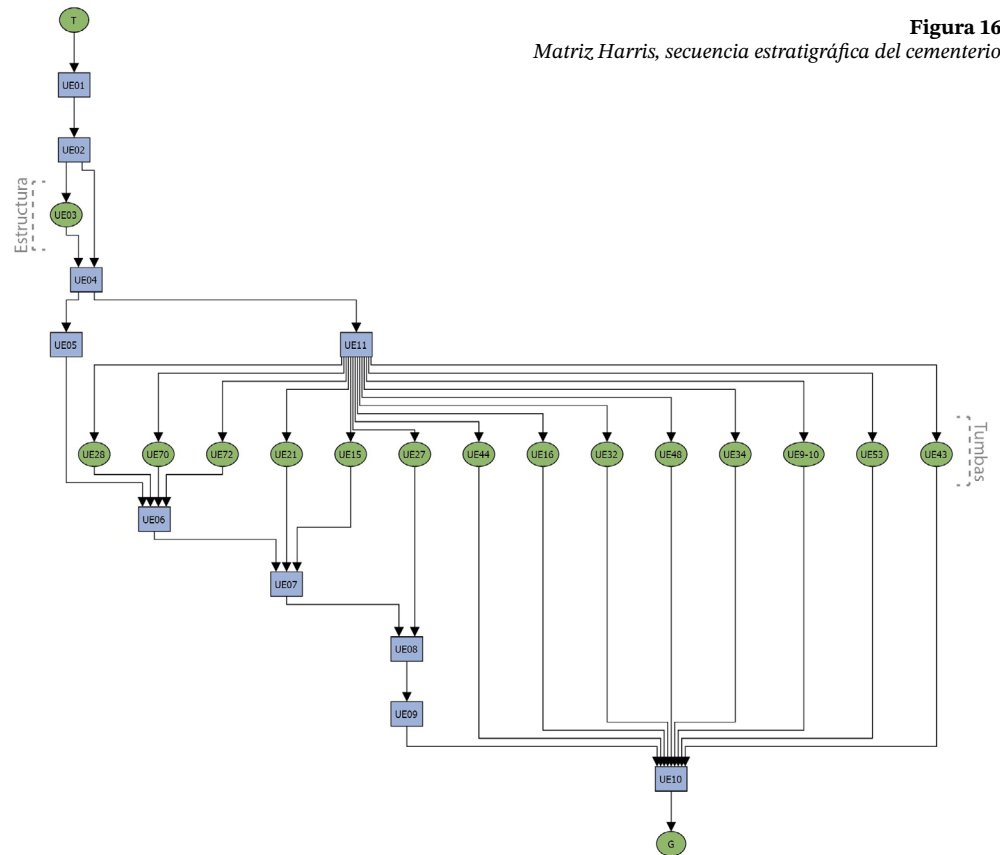 Figura 16
Matriz Harris, secuencia estratigráfica del cementerio
T
UE01
UE02
Estructura
UE03
UE04
UE05
UE11
UE28
UE70
UE72
UE21
UE15
UE27
UE44
UE16
UE32
UE48
UE34
UE9-10
UE53
UE43
Tumbas
UE06
UE07
UE08
UE09
UE10
G